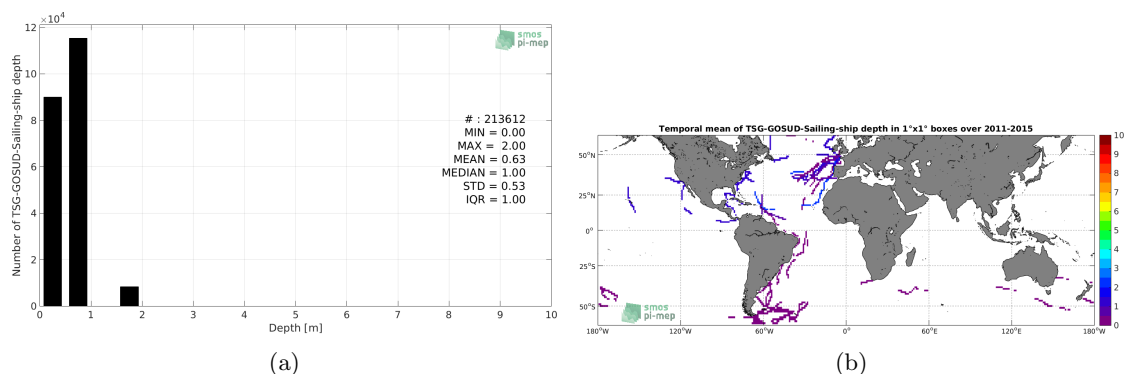 ×10⁴
12
10
8
6
4
2
0
Number of TSG-GOSUD-Sailing-ship depth
smos
pi-mep
# : 213612
MIN = 0.00
MAX = 2.00
MEAN = 0.63
MEDIAN = 1.00
STD = 0.53
IQR = 1.00
0 1 2 3 4 5 6 7 8 9 10
Depth [m]
(a)
Temporal mean of TSG-GOSUD-Sailing-ship depth in 1°x1° boxes over 2011-2015
50°N
25°N
0°
25°S
50°S
smos
pi-mep
180°W 120°W 60°W 0° 60°E 120°E 180°W
10
9
8
7
6
5
4
3
2
1
0
(b)